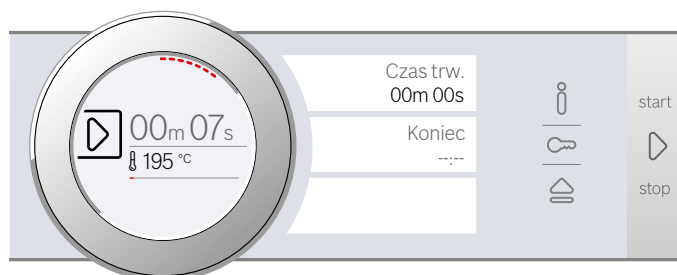 00m 07s
195 °C
Czas trw.
00m 00s
Koniec
--:--
start
stop